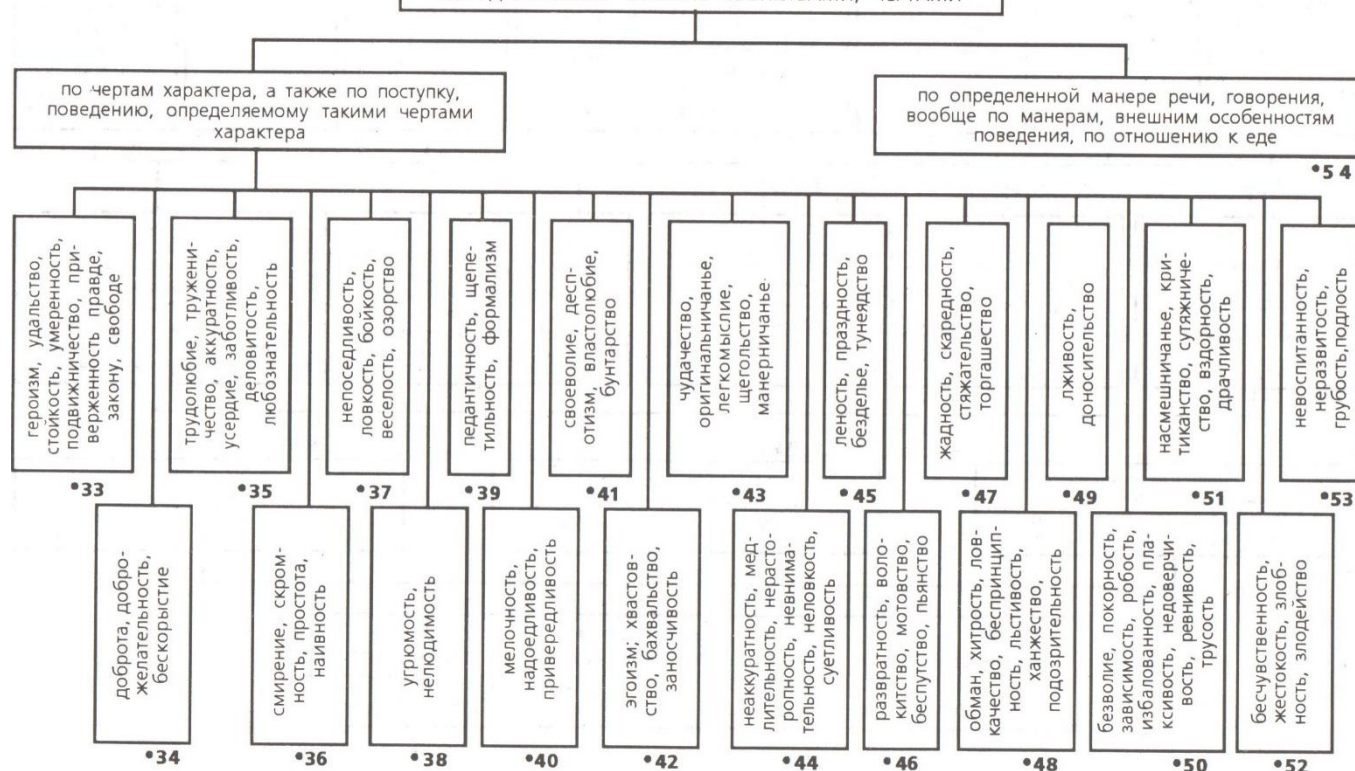 по чертам характера, а также по поступку,
поведению, определяемому такими чертами
характера
по определенной манере речи, говорения,
вообще по манерам, внешним особенностям
поведения, по отношению к еде
•54
героизм, удальство,
стойкость, умеренность,
подвижничество, при-
верженность правде,
закону, свободе
•33
доброта, добро-
желательность,
бескорыстие
•34
трудолюбие, тружени-
чество, аккуратность,
усердие, заботливость,
деловитость,
любознательность
•35
смирение, скром-
ность, простота,
наивность
•36
непоседливость,
ловкость, бойкость,
веселость, озорство
•37
угрюмость,
нелюдимость
•38
педантичность, щепе-
тильность, формализм
•39
мелочность,
надоедливость,
привередливость
•40
своеволие, десп-
отизм, властолюбие,
бунтарство
•41
эгоизм; хвастов-
ство, бахвальство,
заносчивость
•42
чудачество,
оригинальничанье,
легкомыслие,
щегольство,
манерничанье
•43
неаккуратность, мед-
лительность, нерасто-
ропность, невнима-
тельность, неловкость,
суетливость
•44
леность, праздность,
безделье, тунеядство
•45
развратность, воло-
китство, мотовство,
беспутство, пьянство
•46
жадность, скаредность,
стяжательство,
торгашество
•47
обман, хитрость, лов-
качество, беспринцип-
ность, льстивость,
ханжество,
подозрительность
•48
лживость,
доносительство
•49
безволие, покорность,
зависимость, робость,
избалованность, пла-
ксивость, недоверчи-
вость, ревнивость,
трусость
•50
насмешничанье, кри-
тиканство, сутяжниче-
ство, вздорность,
драчливость
•51
бесчувственность,
жестокость, злоб-
ность, злодейство
•52
невоспитанность,
неразвитость,
грубость, подлость
•53